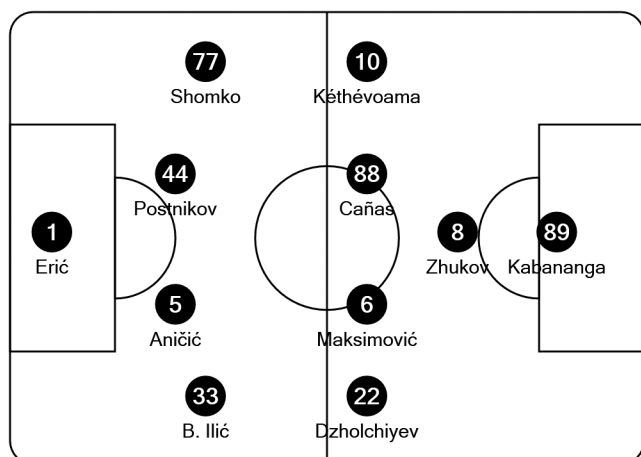 77
Shomko
10
Kéthévoama
44
Postnikov
88
Cañas
1
Erić
8
Zhukov
89
Kabananga
5
Aničić
6
Maksimović
33
B. Ilić
22
Dzholchiyev